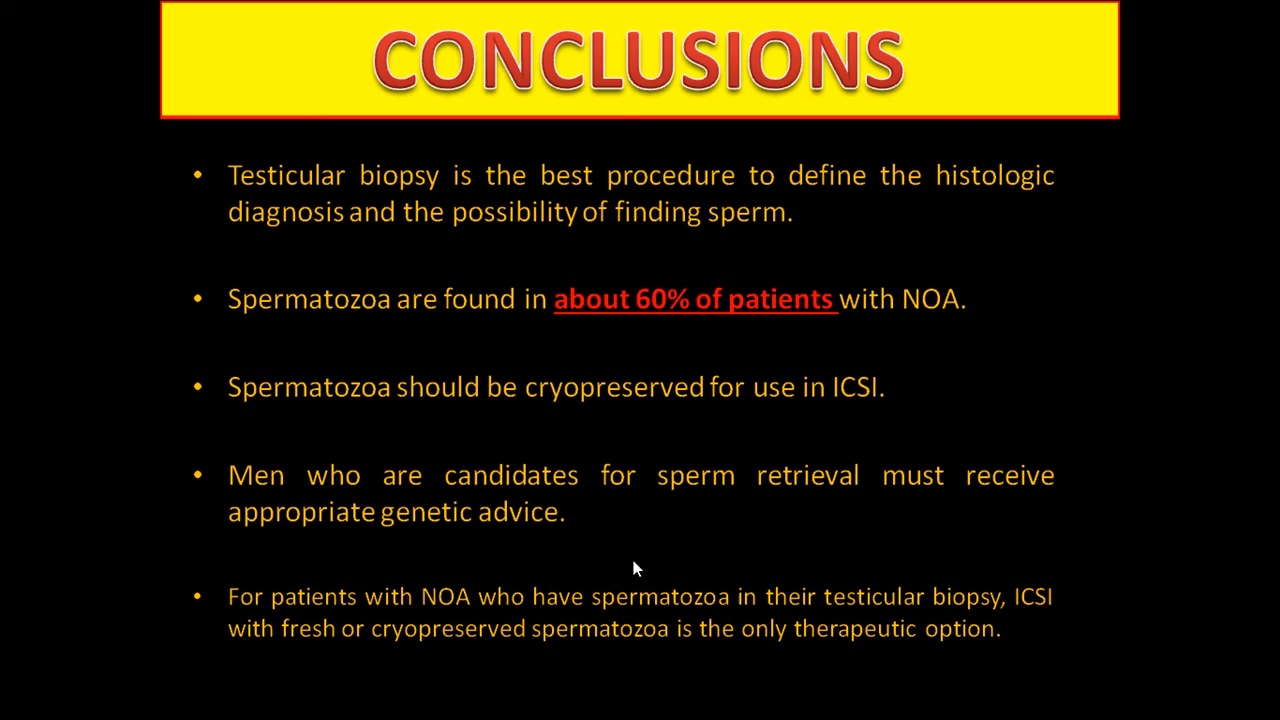 CONCLUSIONS
• Testicular biopsy is the best procedure to define the histologic
diagnosis and the possibility of finding sperm.
• Spermatozoa are found in about 60% of patients with NOA.
• Spermatozoa should be cryopreserved for use in ICSI.
• Men who are candidates for sperm retrieval must receive
appropriate genetic advice.
• For patients with NOA who have spermatozoa in their testicular biopsy, ICSI
with fresh or cryopreserved spermatozoa is the only therapeutic option.